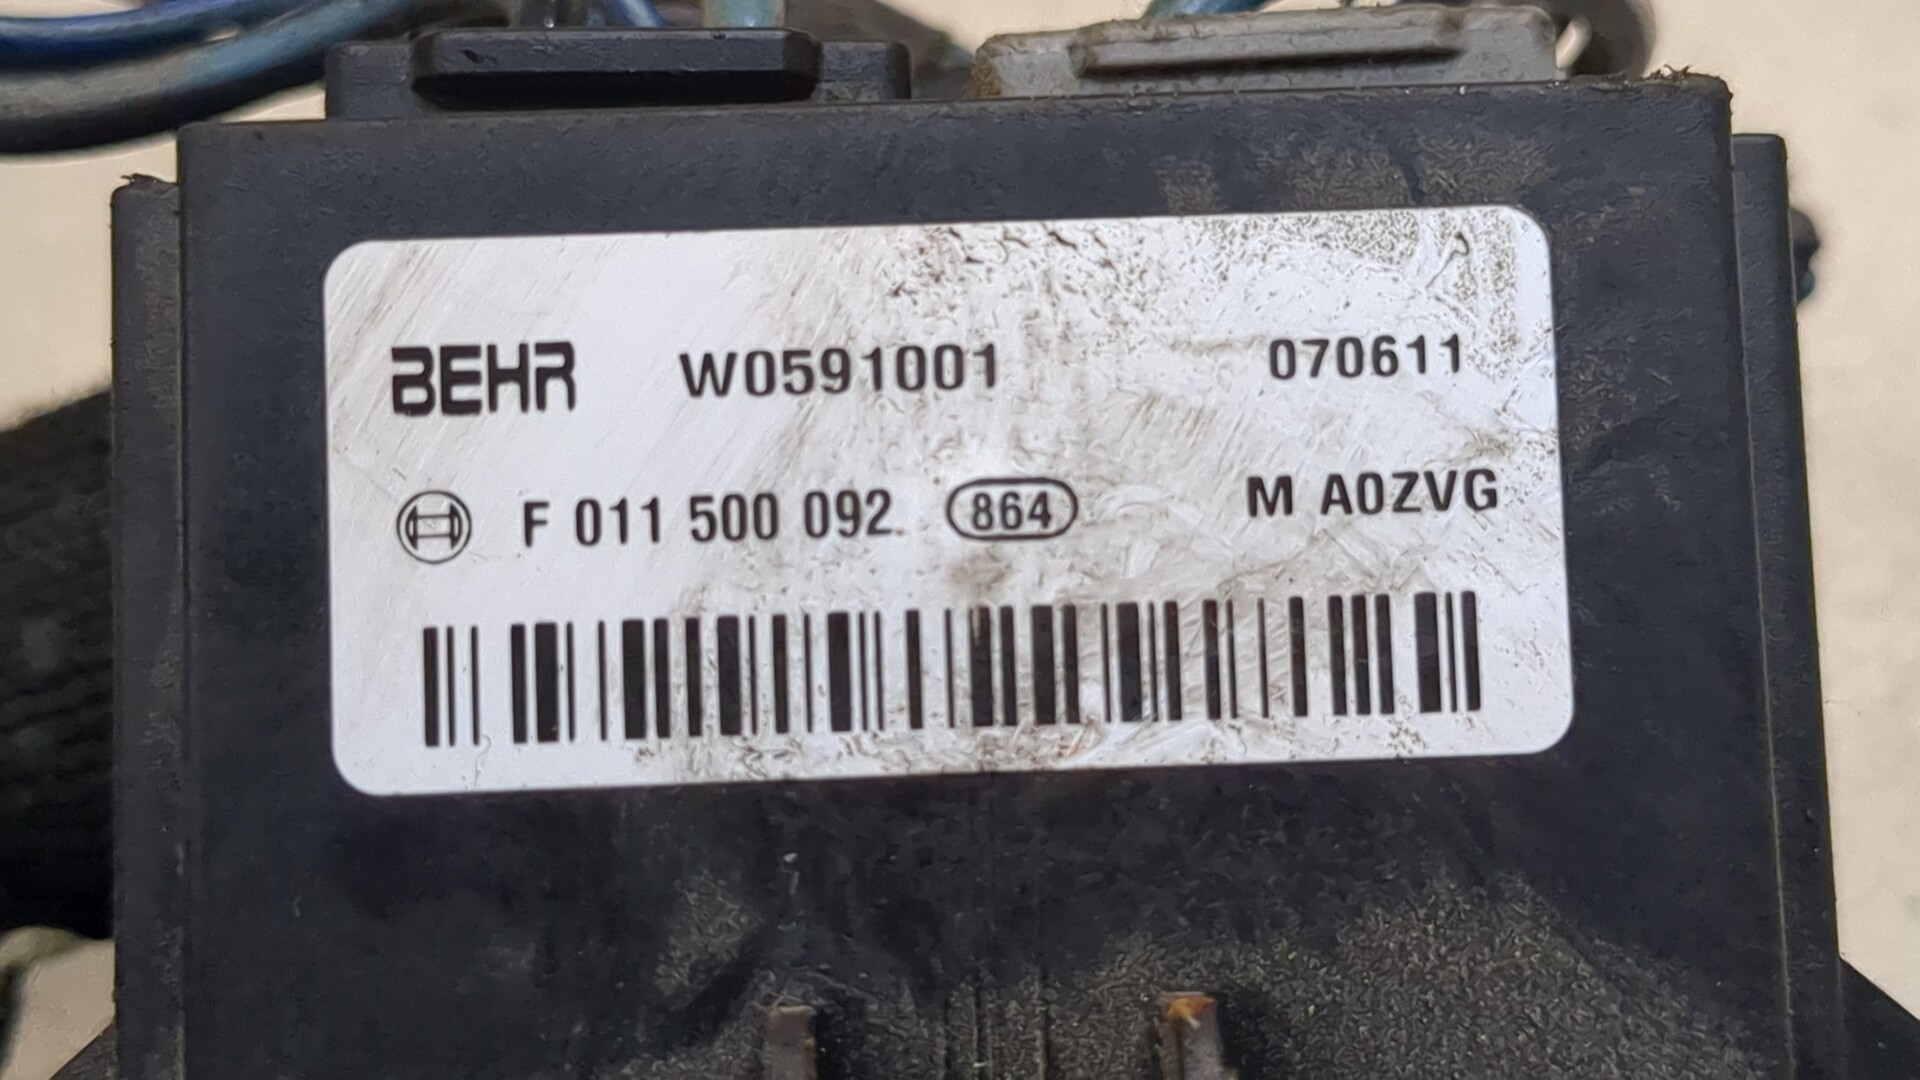 BEHR W0591001 070611
F 011 500 092 864 M A0ZVG